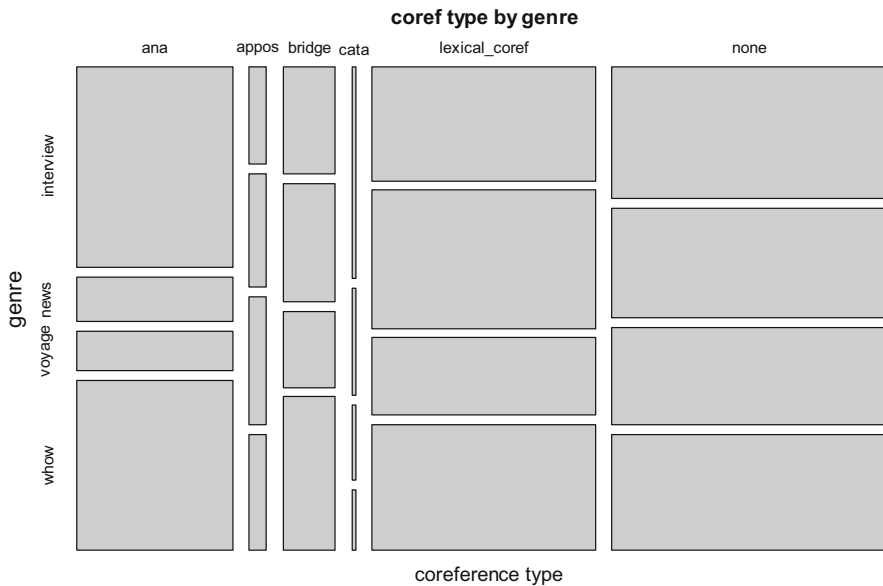 coref type by genre
ana appos bridge cata lexical_coref none
interview
news
voyage
whow
genre
coreference type